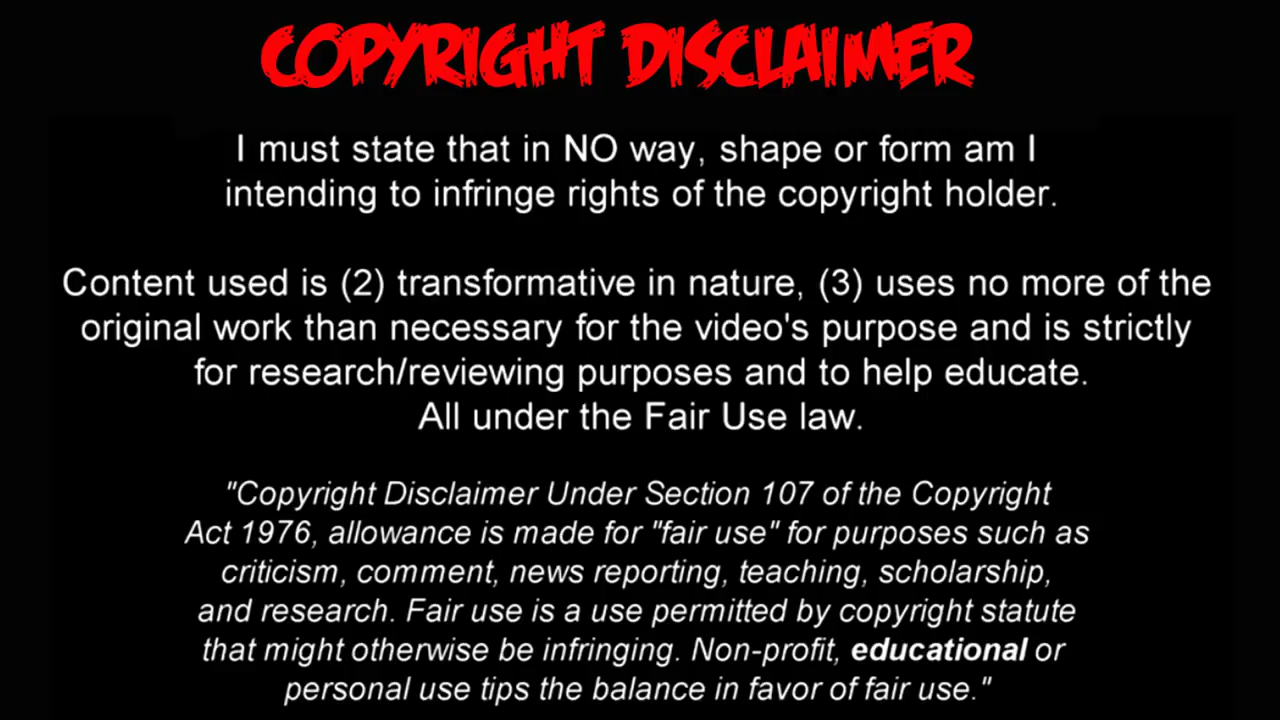 COPYRIGHT DISCLAIMER
I must state that in NO way, shape or form am I
intending to infringe rights of the copyright holder.
Content used is (2) transformative in nature, (3) uses no more of the
original work than necessary for the video's purpose and is strictly
for research/reviewing purposes and to help educate.
All under the Fair Use law.
"Copyright Disclaimer Under Section 107 of the Copyright
Act 1976, allowance is made for "fair use" for purposes such as
criticism, comment, news reporting, teaching, scholarship,
and research. Fair use is a use permitted by copyright statute
that might otherwise be infringing. Non-profit, educational or
personal use tips the balance in favor of fair use."